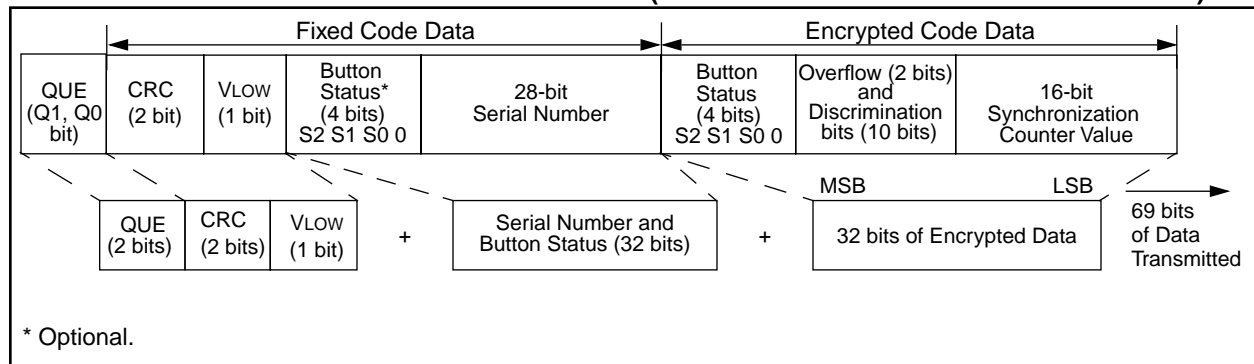 Fixed Code Data
Encrypted Code Data
QUE
(Q1, Q0
bit)
CRC
(2 bit)
VLOW
(1 bit)
Button
Status*
(4 bits)
S2 S1 S0 0
28-bit
Serial Number
Button
Status
(4 bits)
S2 S1 S0 0
Overflow (2 bits)
and
Discrimination
bits (10 bits)
16-bit
Synchronization
Counter Value
MSB
LSB
QUE
(2 bits)
CRC
(2 bits)
VLOW
(1 bit)
+
Serial Number and
Button Status (32 bits)
+
32 bits of Encrypted Data
69 bits
of Data
Transmitted
* Optional.